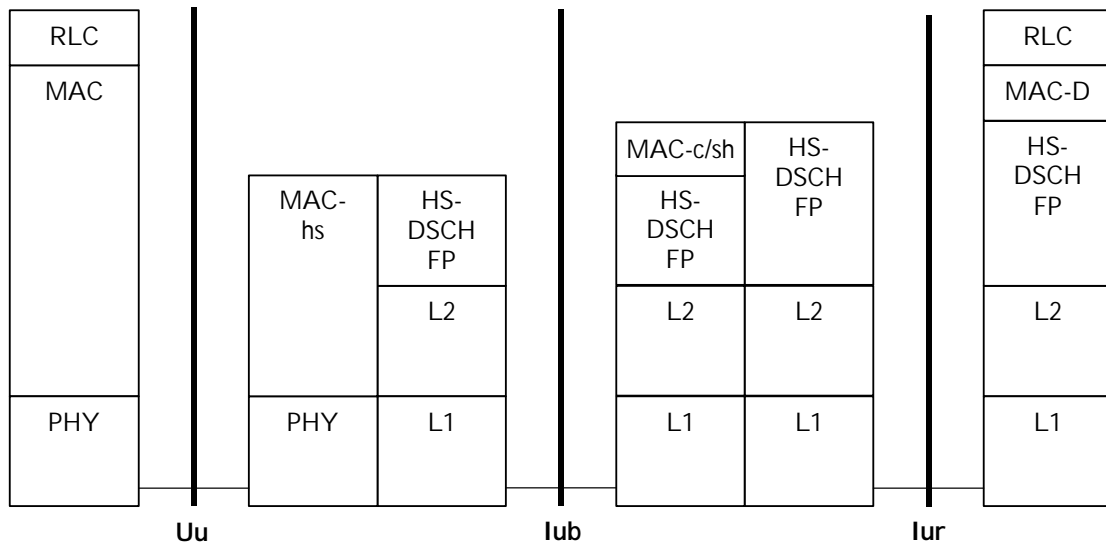 RLC
MAC
PHY
Uu
MAC-
hs
PHY
HS-
DSCH
FP
L2
L1
Iub
MAC-c/sh
HS-
DSCH
FP
L2
L1
HS-
DSCH
FP
L2
L1
Iur
RLC
MAC-D
HS-
DSCH
FP
L2
L1